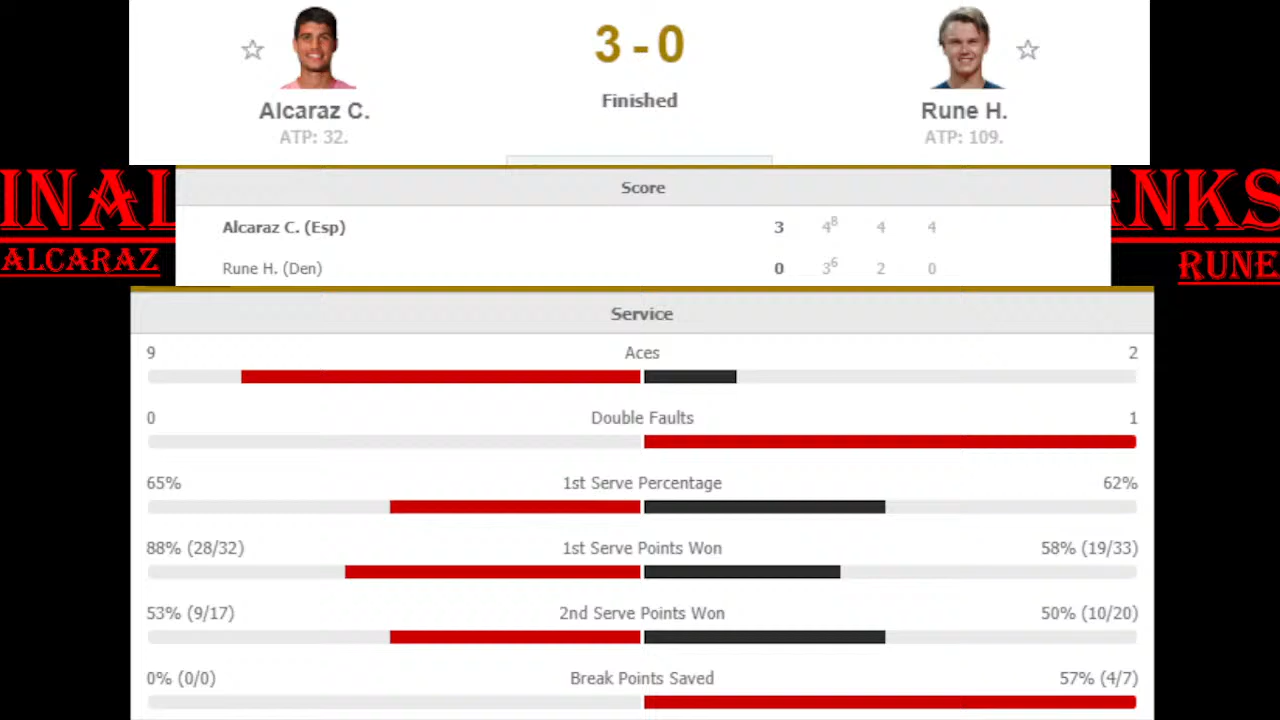 3 - 0
Finished
Alcaraz C.
ATP: 32.
Rune H.
ATP: 109.
INAL
ANKS
ALCARAZ
RUNE
Score
Alcaraz C. (Esp) 3 4⁸ 4 4
Rune H. (Den) 0 3⁶ 2 0
Service
9 Aces 2
0 Double Faults 1
65% 1st Serve Percentage 62%
88% (28/32) 1st Serve Points Won 58% (19/33)
53% (9/17) 2nd Serve Points Won 50% (10/20)
0% (0/0) Break Points Saved 57% (4/7)